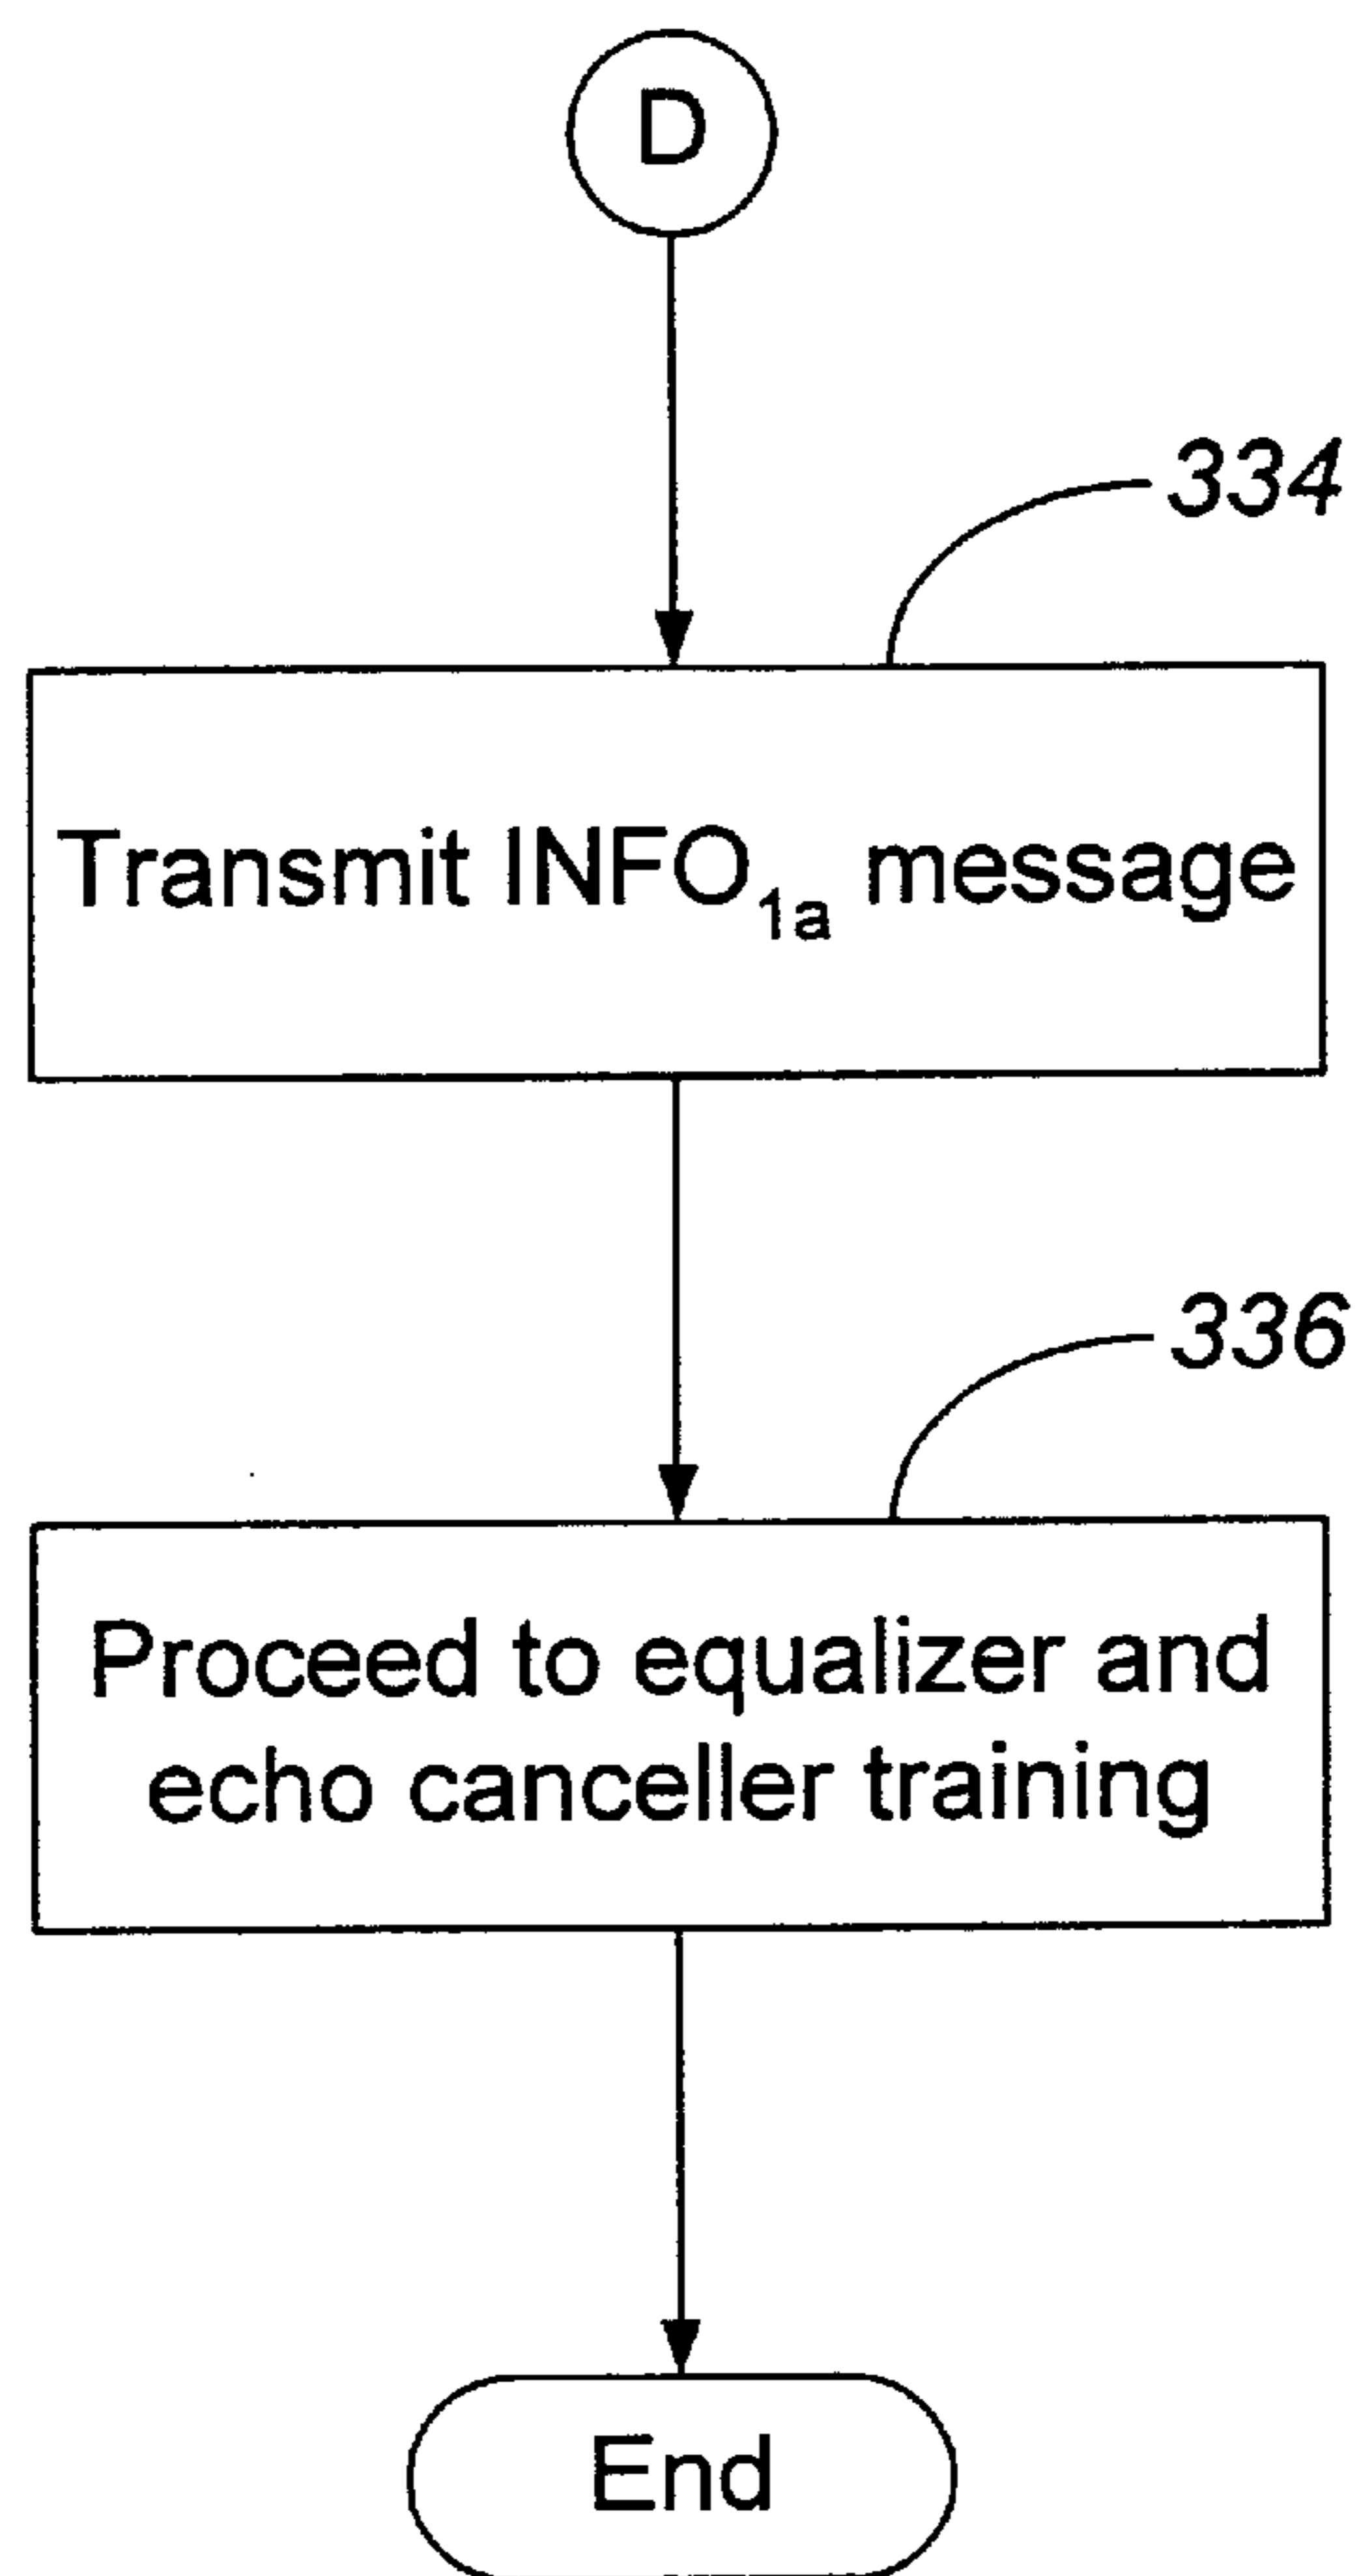 D
334
Transmit INFO₁ₐ message
336
Proceed to equalizer and
echo canceller training
End